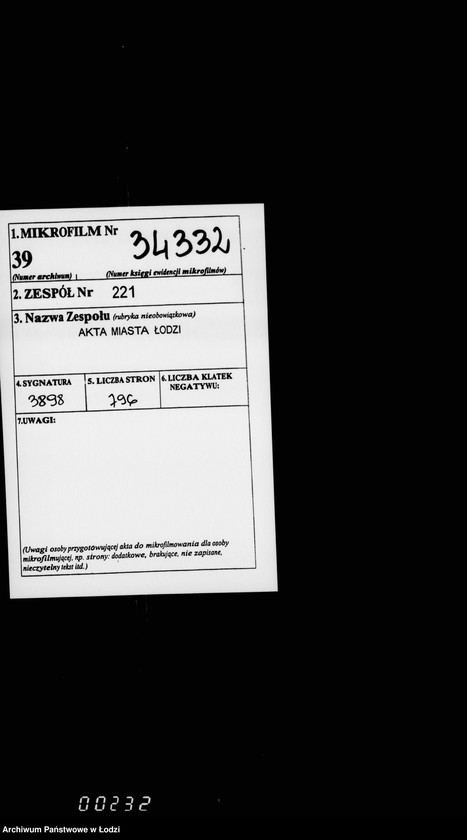 1. MIKROFILM Nr 34332
39
(Numer archiwum) (Numer księgi ewidencji mikrofilmów)
2. ZESPÓŁ Nr 221
3. Nazwa Zespołu (rubryka nieobowiązkowa)
AKTA MIASTA ŁODZI
4. SYGNATURA 5. LICZBA STRON 6. LICZBA KLATEK
NEGATYWU:
3898 796
7. UWAGI:
(Uwagi osoby przygotowującej akta do mikrofilmowania dla osoby
mikrofilmującej, np. strony: dodatkowe, brakujące, nie zapisane,
nieczytelny tekst itd.)
00232
Archiwum Państwowe w Łodzi